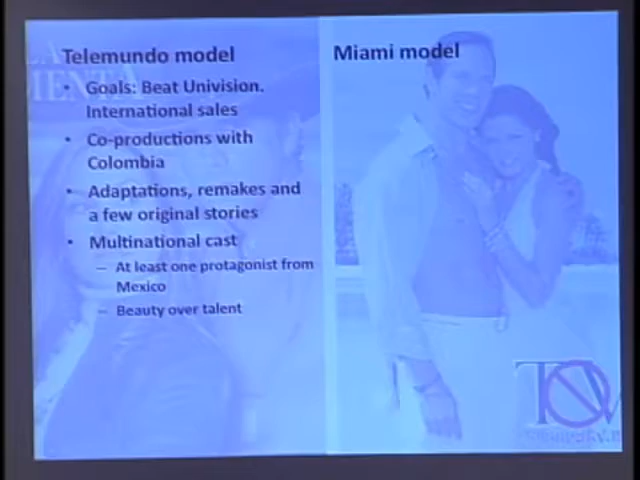 Telemundo model
• Goals: Beat Univision.
International sales
• Co-productions with
Colombia
• Adaptations, remakes and
a few original stories
• Multinational cast
– At least one protagonist from
Mexico
– Beauty over talent
Miami model